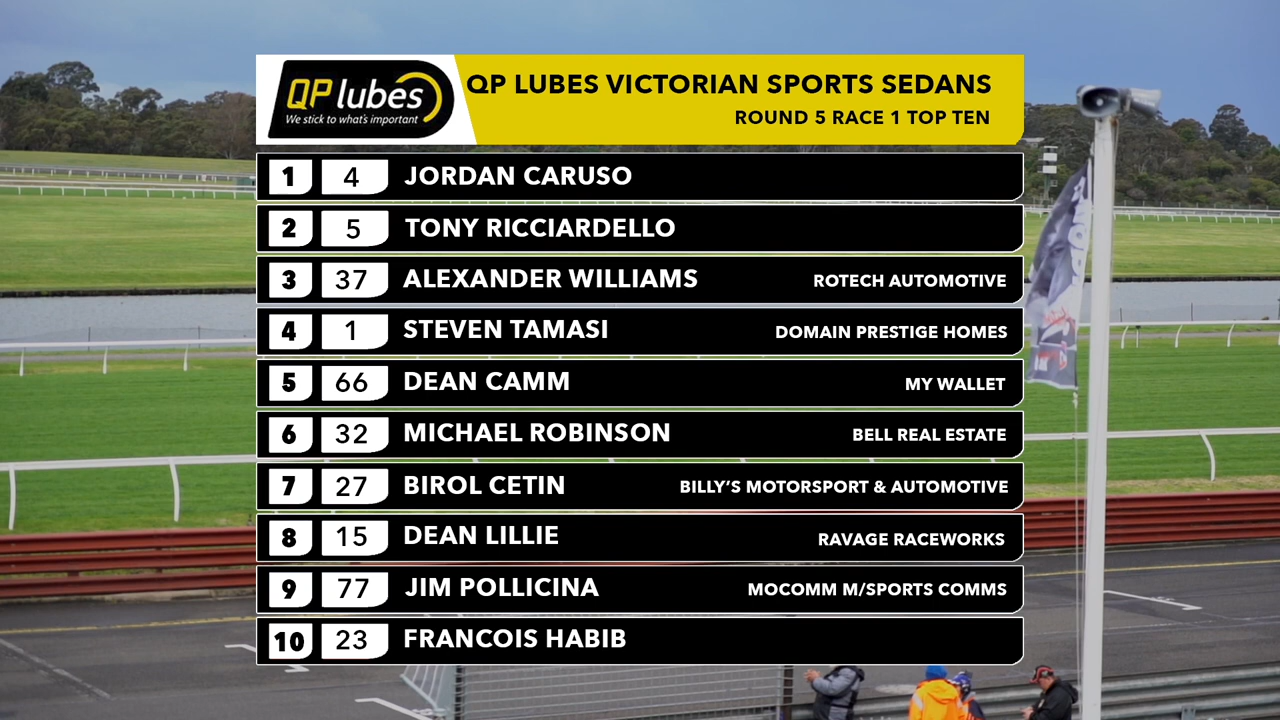 QP lubes
We stick to what's important
QP LUBES VICTORIAN SPORTS SEDANS
ROUND 5 RACE 1 TOP TEN
1 4 JORDAN CARUSO
2 5 TONY RICCIARDELLO
3 37 ALEXANDER WILLIAMS ROTECH AUTOMOTIVE
4 1 STEVEN TAMASI DOMAIN PRESTIGE HOMES
5 66 DEAN CAMM MY WALLET
6 32 MICHAEL ROBINSON BELL REAL ESTATE
7 27 BIROL CETIN BILLY’S MOTORSPORT & AUTOMOTIVE
8 15 DEAN LILLIE RAVAGE RACEWORKS
9 77 JIM POLLICINA MOCOMM M/SPORTS COMMS
10 23 FRANCOIS HABIB